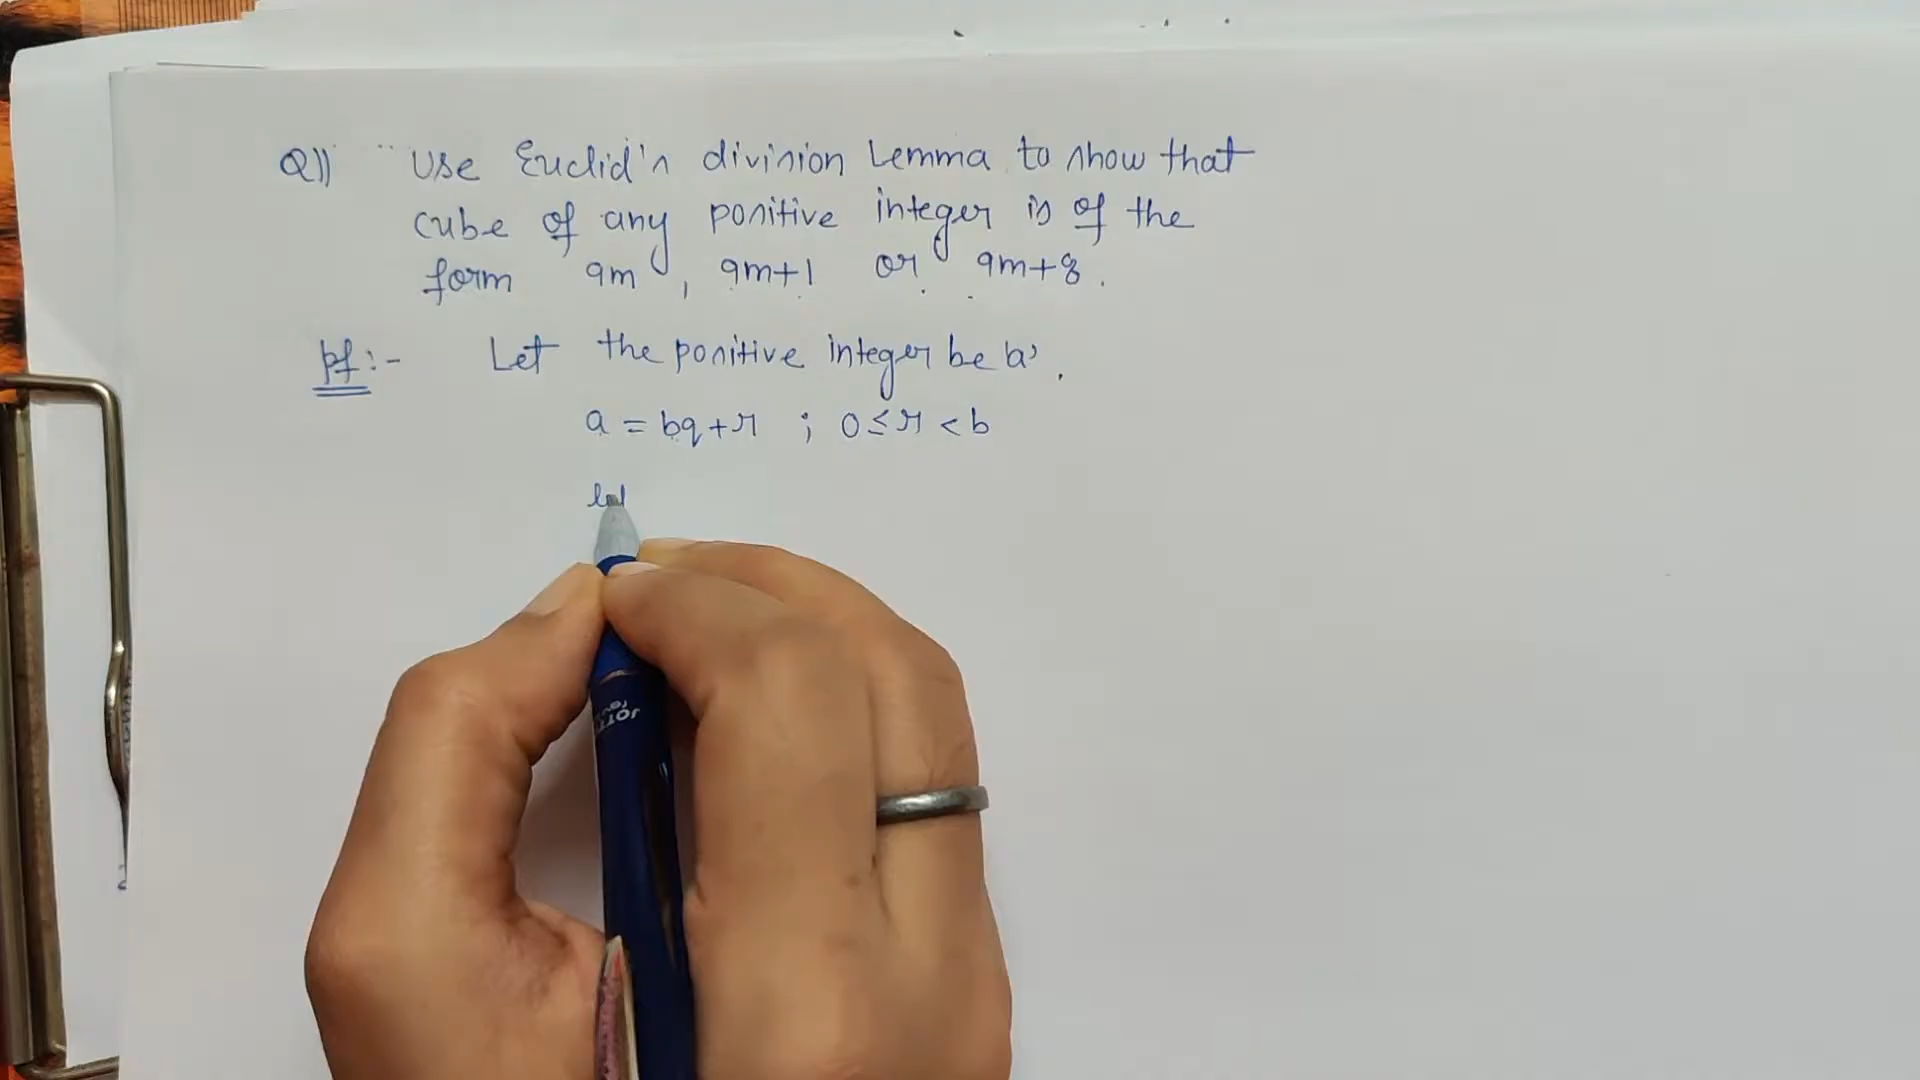 Q1) Use Euclid's division Lemma to show that
cube of any positive integer is of the
form 9m, 9m+1 or 9m+8.
Pf:- Let the positive integer be 'a'.
a = bq+r ; 0≤r<b
let